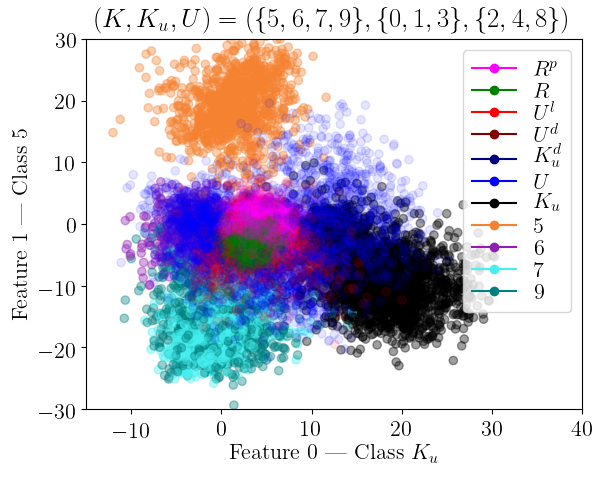 (K, K_u, U) = ({5, 6, 7, 9}, {0, 1, 3}, {2, 4, 8})
30
20
10
0
−10
−20
−30
Feature 1 — Class 5
R^p
R
U^l
U^d
K_u^d
U
K_u
5
6
7
9
−10 0 10 20 30 40
Feature 0 — Class K_u